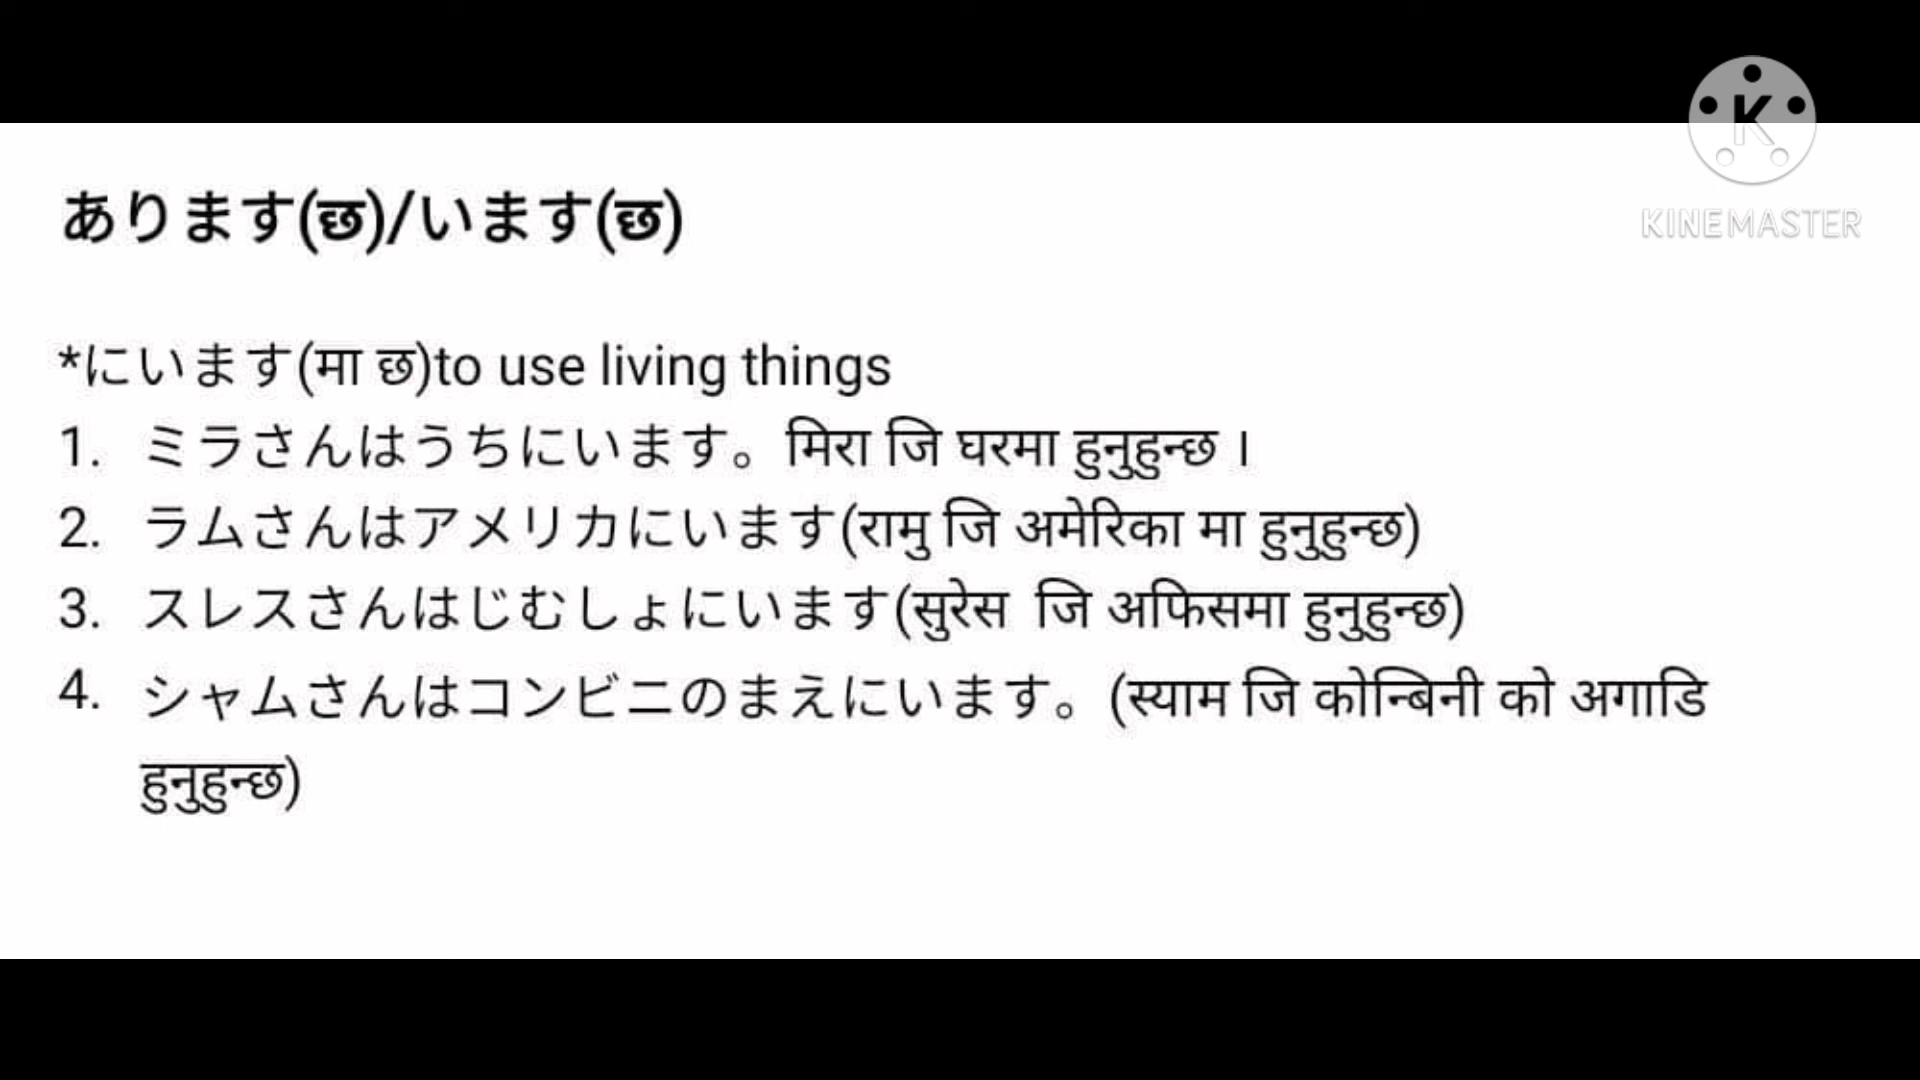 K
KINEMASTER
あります(छ)/います(छ)
*にいます(मा छ)to use living things
1. ミラさんはうちにいます。मिरा जि घरमा हुनुहुन्छ ।
2. ラムさんはアメリカにいます(रामु जि अमेरिका मा हुनुहुन्छ)
3. スレスさんはじむしょにいます(सुरेस जि अफिसमा हुनुहुन्छ)
4. シャムさんはコンビニのまえにいます。(स्याम जि कोन्बिनी को अगाडि
हुनुहुन्छ)